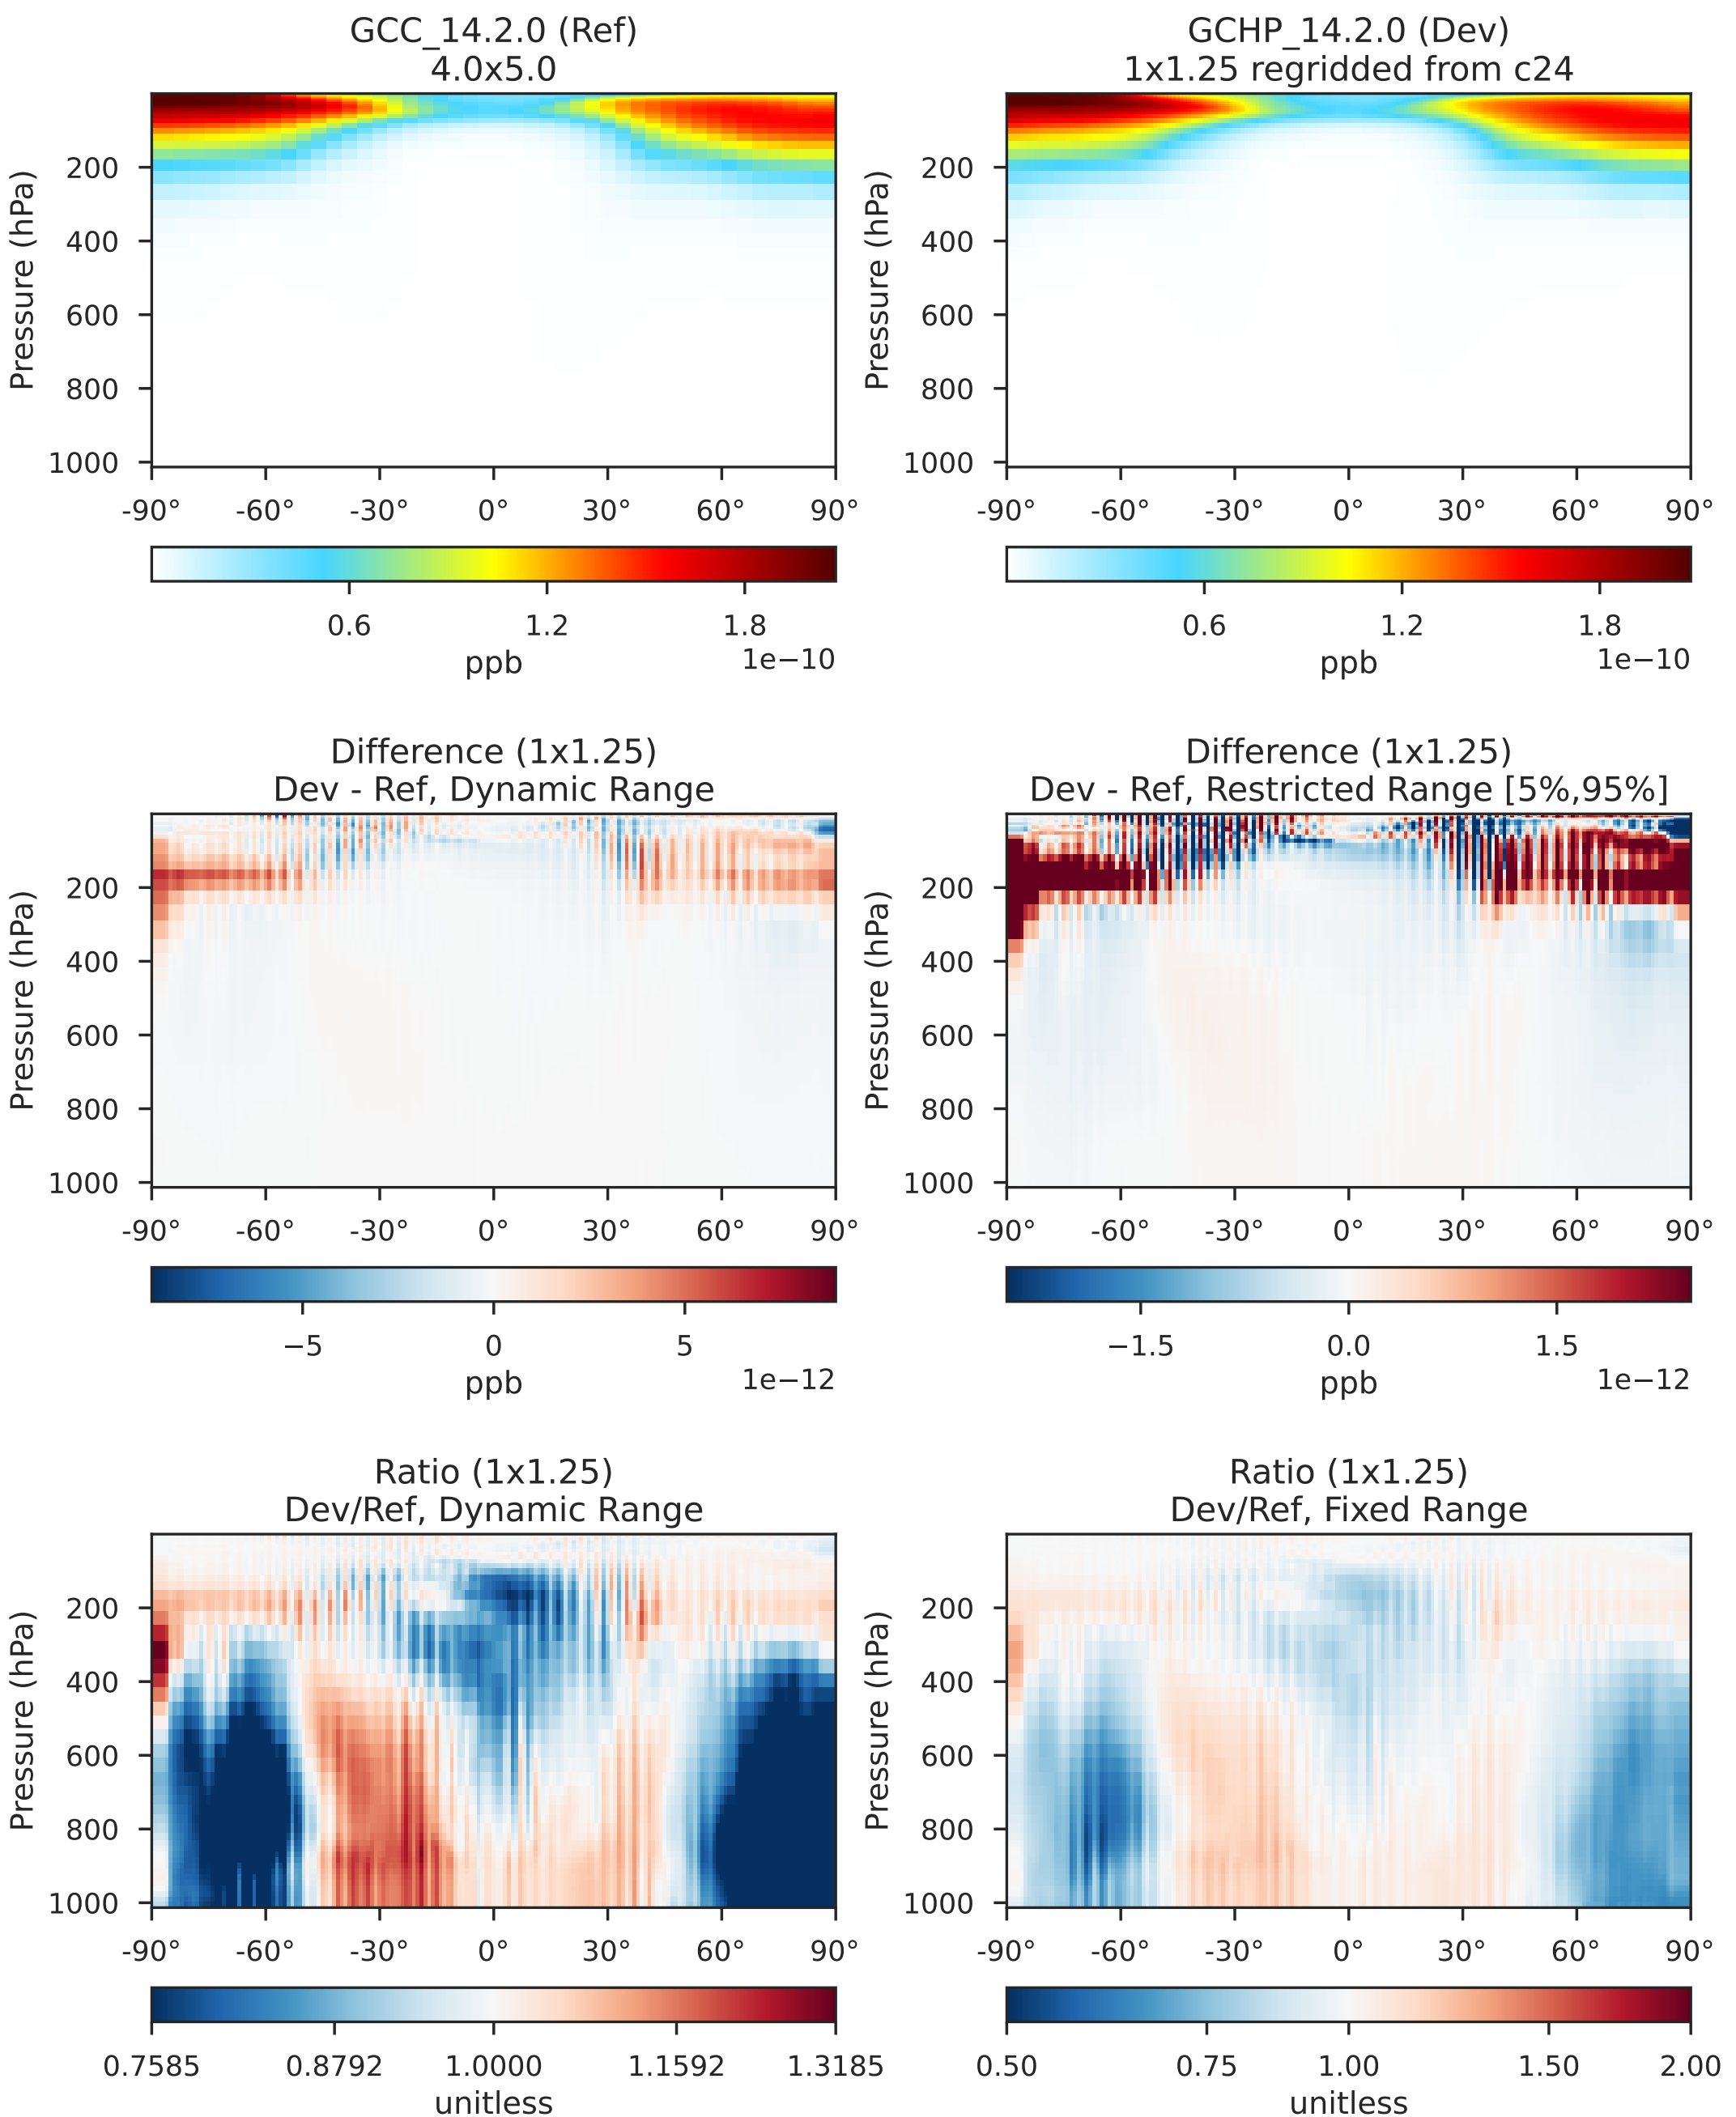 GCC_14.2.0 (Ref)
4.0x5.0
Pressure (hPa)
200
400
600
800
1000
-90° -60° -30° 0° 30° 60° 90°
0.6 1.2 1.8
ppb
1e−10
GCHP_14.2.0 (Dev)
1x1.25 regridded from c24
Pressure (hPa)
200
400
600
800
1000
-90° -60° -30° 0° 30° 60° 90°
0.6 1.2 1.8
ppb
1e−10
Difference (1x1.25)
Dev - Ref, Dynamic Range
Pressure (hPa)
200
400
600
800
1000
-90° -60° -30° 0° 30° 60° 90°
−5 0 5
ppb
1e−12
Difference (1x1.25)
Dev - Ref, Restricted Range [5%,95%]
Pressure (hPa)
200
400
600
800
1000
-90° -60° -30° 0° 30° 60° 90°
−1.5 0.0 1.5
ppb
1e−12
Ratio (1x1.25)
Dev/Ref, Dynamic Range
Pressure (hPa)
200
400
600
800
1000
-90° -60° -30° 0° 30° 60° 90°
0.7585 0.8792 1.0000 1.1592 1.3185
unitless
Ratio (1x1.25)
Dev/Ref, Fixed Range
Pressure (hPa)
200
400
600
800
1000
-90° -60° -30° 0° 30° 60° 90°
0.50 0.75 1.00 1.50 2.00
unitless